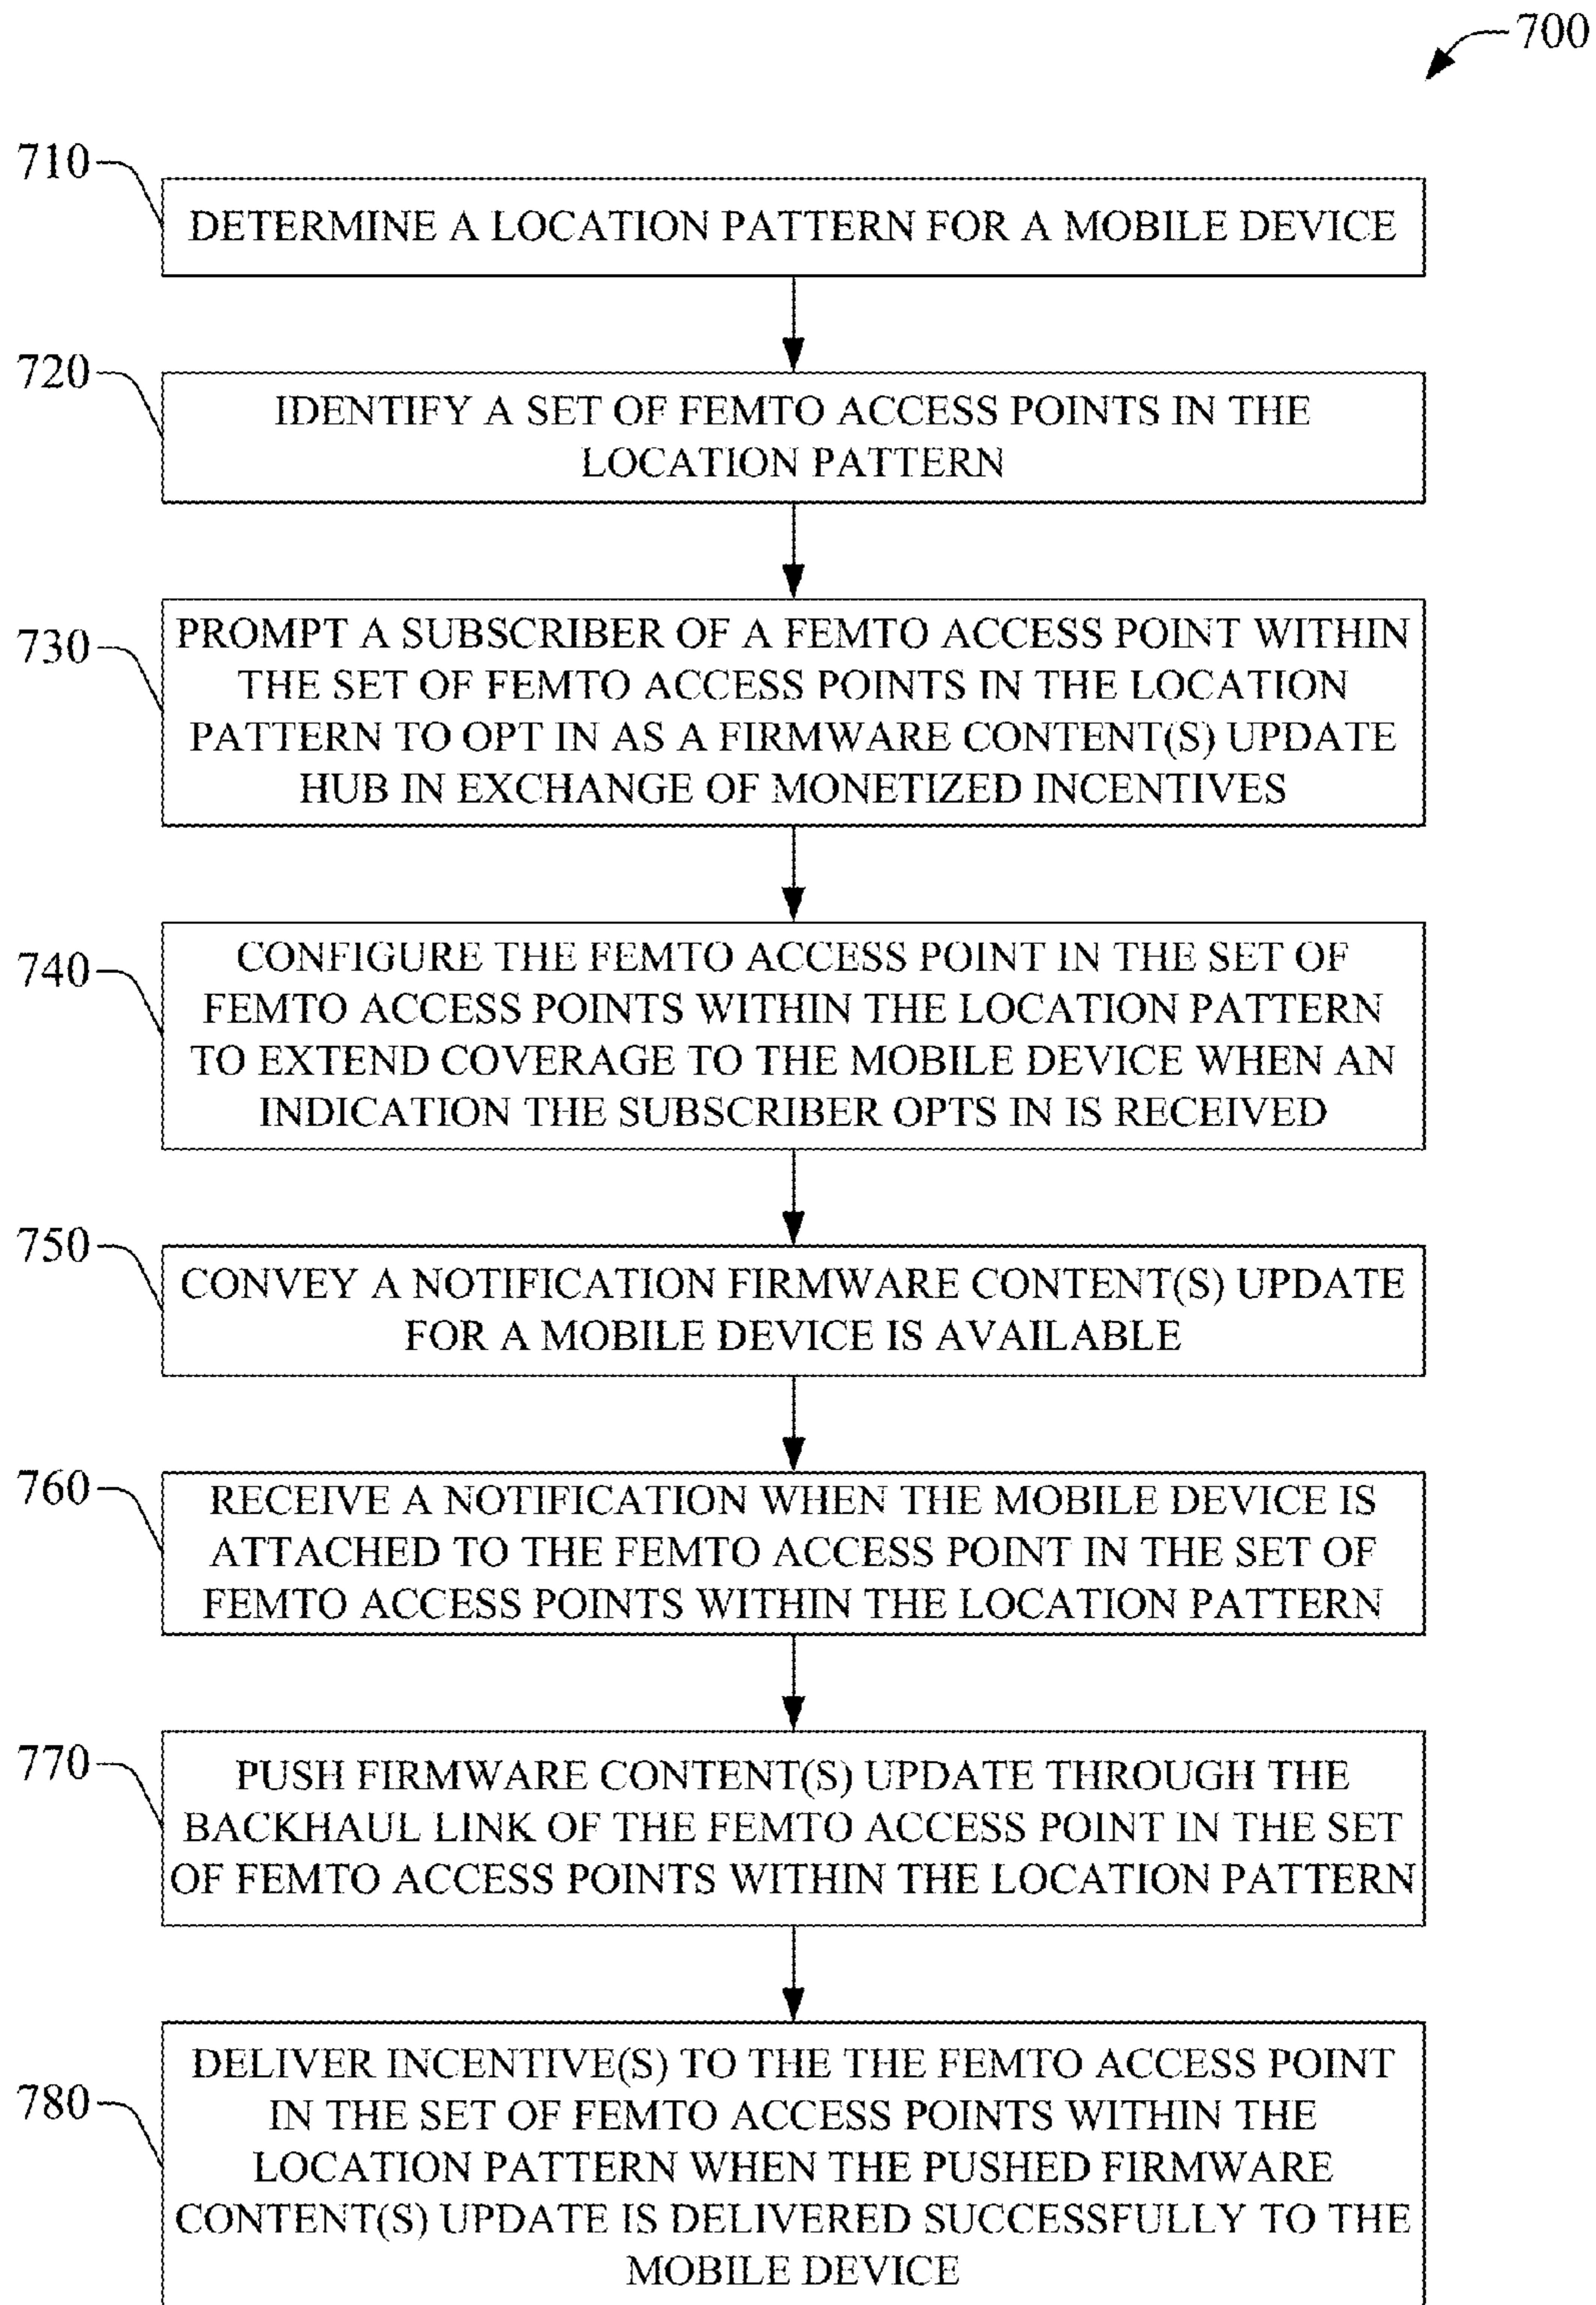 700
710
DETERMINE A LOCATION PATTERN FOR A MOBILE DEVICE
720
IDENTIFY A SET OF FEMTO ACCESS POINTS IN THE
LOCATION PATTERN
730
PROMPT A SUBSCRIBER OF A FEMTO ACCESS POINT WITHIN
THE SET OF FEMTO ACCESS POINTS IN THE LOCATION
PATTERN TO OPT IN AS A FIRMWARE CONTENT(S) UPDATE
HUB IN EXCHANGE OF MONETIZED INCENTIVES
740
CONFIGURE THE FEMTO ACCESS POINT IN THE SET OF
FEMTO ACCESS POINTS WITHIN THE LOCATION PATTERN
TO EXTEND COVERAGE TO THE MOBILE DEVICE WHEN AN
INDICATION THE SUBSCRIBER OPTS IN IS RECEIVED
750
CONVEY A NOTIFICATION FIRMWARE CONTENT(S) UPDATE
FOR A MOBILE DEVICE IS AVAILABLE
760
RECEIVE A NOTIFICATION WHEN THE MOBILE DEVICE IS
ATTACHED TO THE FEMTO ACCESS POINT IN THE SET OF
FEMTO ACCESS POINTS WITHIN THE LOCATION PATTERN
770
PUSH FIRMWARE CONTENT(S) UPDATE THROUGH THE
BACKHAUL LINK OF THE FEMTO ACCESS POINT IN THE SET
OF FEMTO ACCESS POINTS WITHIN THE LOCATION PATTERN
780
DELIVER INCENTIVE(S) TO THE THE FEMTO ACCESS POINT
IN THE SET OF FEMTO ACCESS POINTS WITHIN THE
LOCATION PATTERN WHEN THE PUSHED FIRMWARE
CONTENT(S) UPDATE IS DELIVERED SUCCESSFULLY TO THE
MOBILE DEVICE